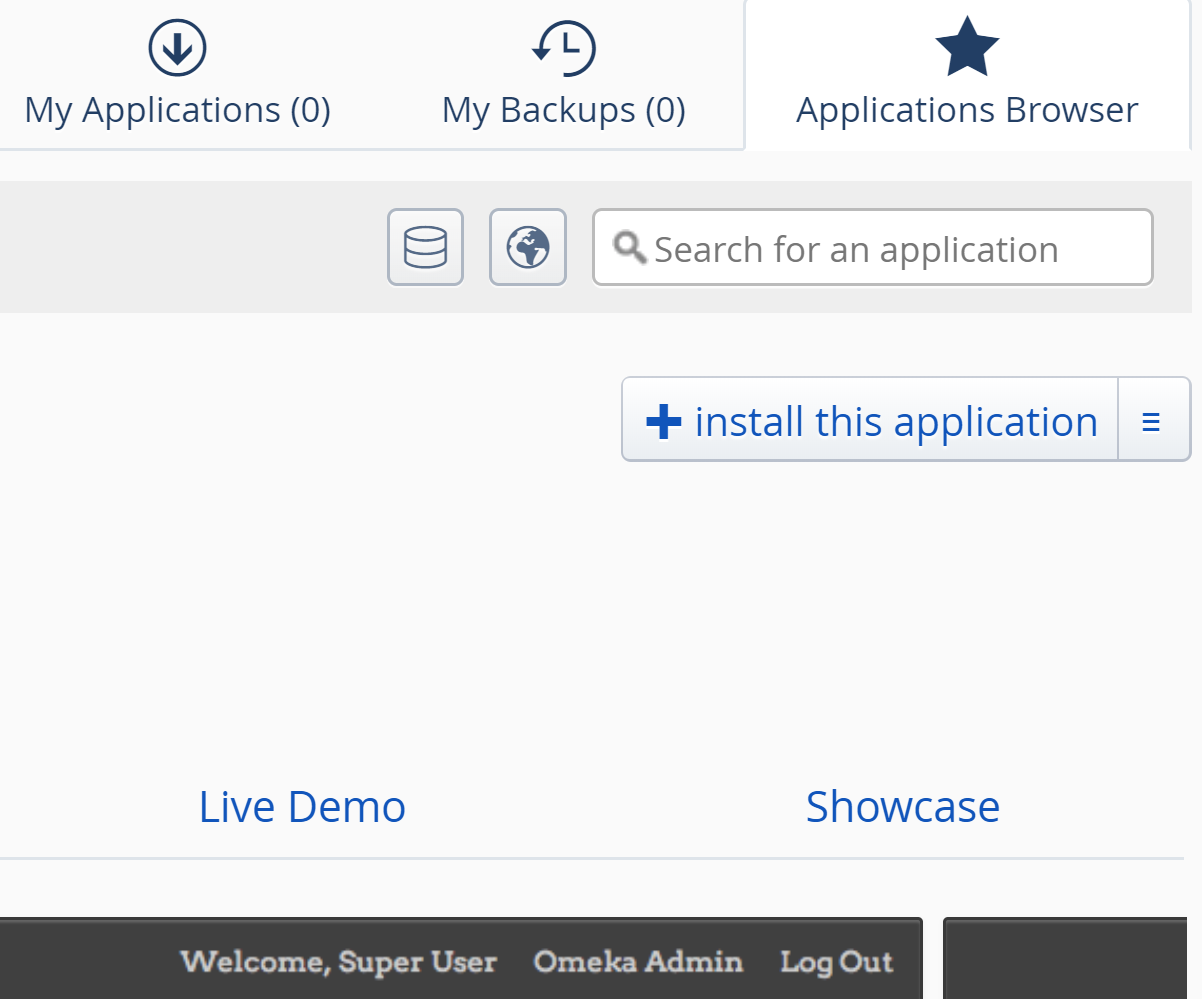 My Applications (0) My Backups (0) Applications Browser
Search for an application
install this application
Live Demo Showcase
Welcome, Super User Omeka Admin Log Out